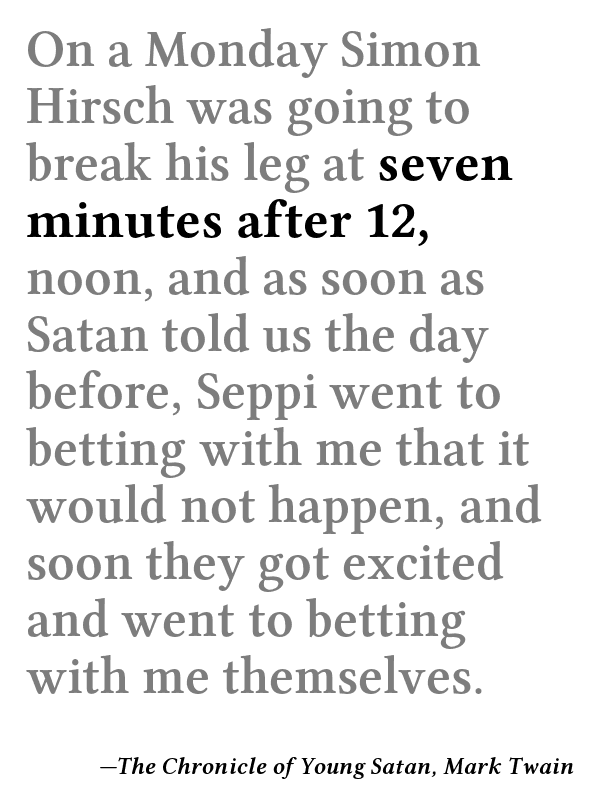 On a Monday Simon
Hirsch was going to
break his leg at seven
minutes after 12,
noon, and as soon as
Satan told us the day
before, Seppi went to
betting with me that it
would not happen, and
soon they got excited
and went to betting
with me themselves.
—The Chronicle of Young Satan, Mark Twain